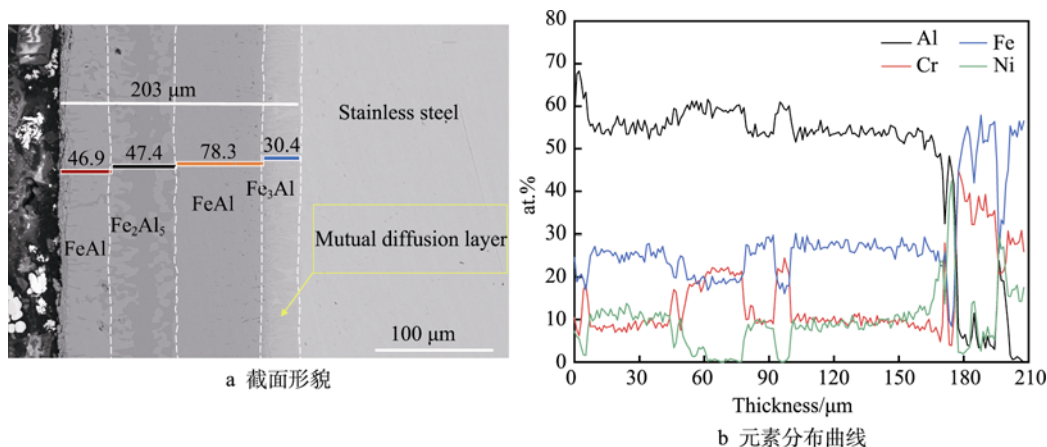 203 μm
Stainless steel
46.9
47.4
78.3
30.4
Fe₃Al
FeAl
Fe₂Al₅
FeAl
Mutual diffusion layer
100 μm
a 截面形貌
80
70
60
50
40
30
20
10
0
at.%
Al
Fe
Cr
Ni
0 30 60 90 120 150 180 210
Thickness/μm
b 元素分布曲线